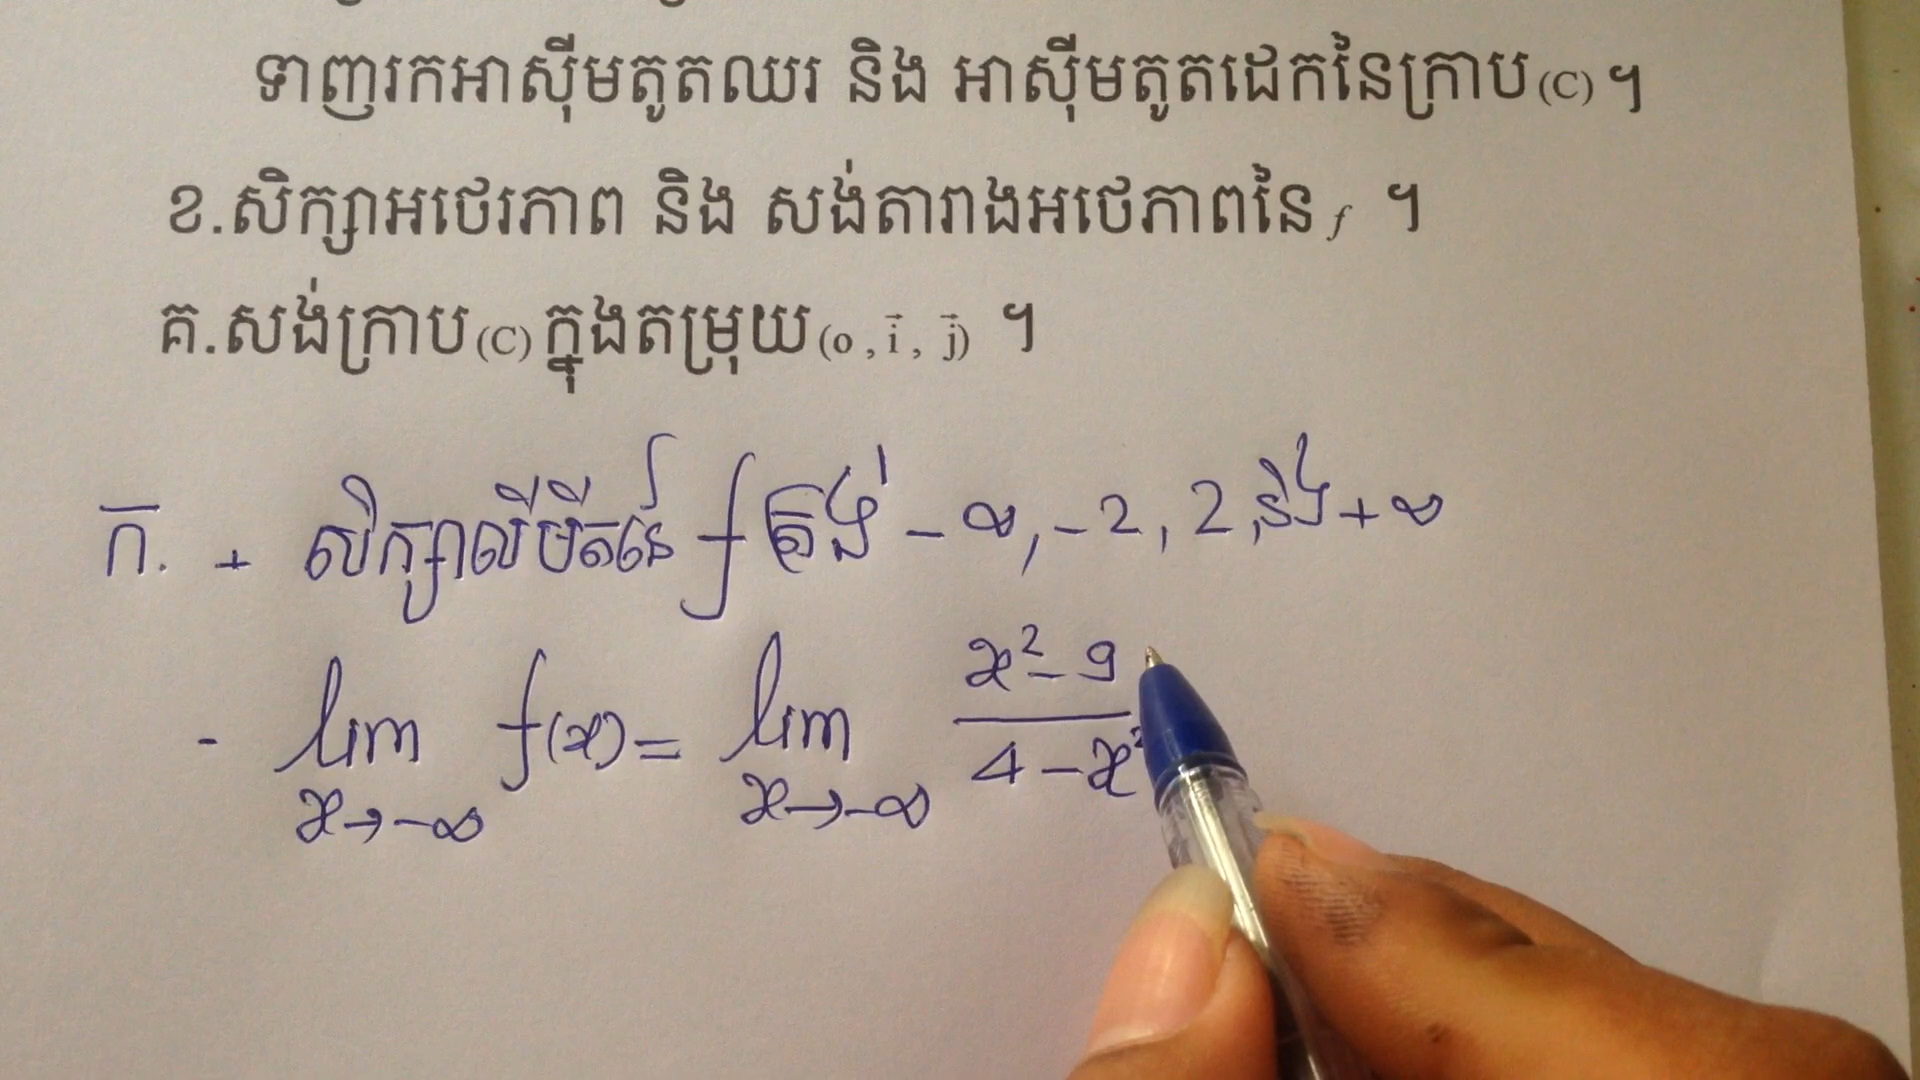 ទាញរកអាស៊ីមតូតឈរ និង អាស៊ីមតូតដេកនៃក្រាប (C) ។
ខ.សិក្សាអថេរភាព និង សង់តារាងអថេភាពនៃ f ។
គ.សង់ក្រាប (C) ក្នុងតម្រុយ (o , i⃗ , j⃗) ។
ក. + សិក្សាលីមីតនៃ f ត្រង់ -∞, -2, 2, និង +∞
- lim f(x) = lim x² - 9 / 4 - x²
x→-∞ x→-∞